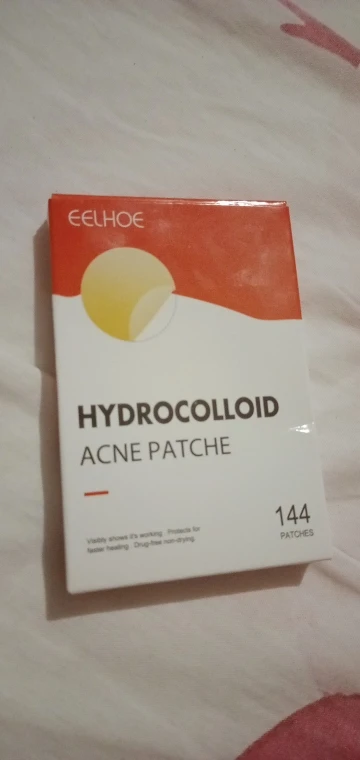 EELHOE
HYDROCOLLOID
ACNE PATCHE
144
PATCHES
Visibly shows it's working . Protects for
faster healing . Drug-free non-drying.